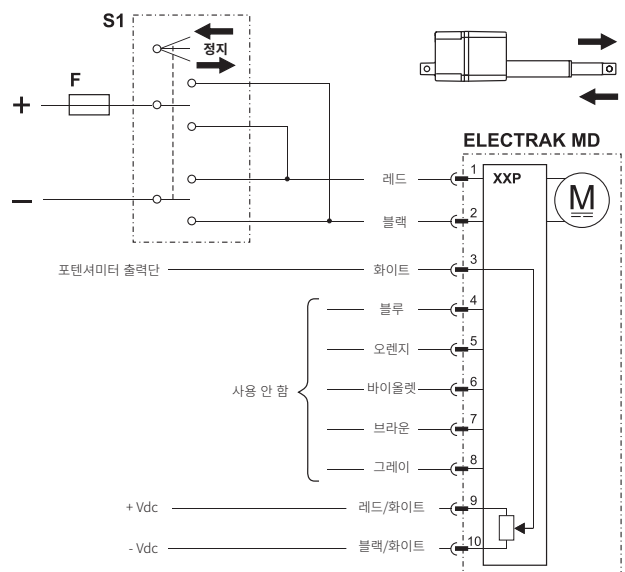 S1
정지
F
+
−
ELECTRAK MD
XXP
M
레드
1
블랙
2
포텐셔미터 출력단
화이트
3
블루
4
오렌지
5
사용 안 함
바이올렛
6
브라운
7
그레이
8
+ Vdc
레드/화이트
9
- Vdc
블랙/화이트
10